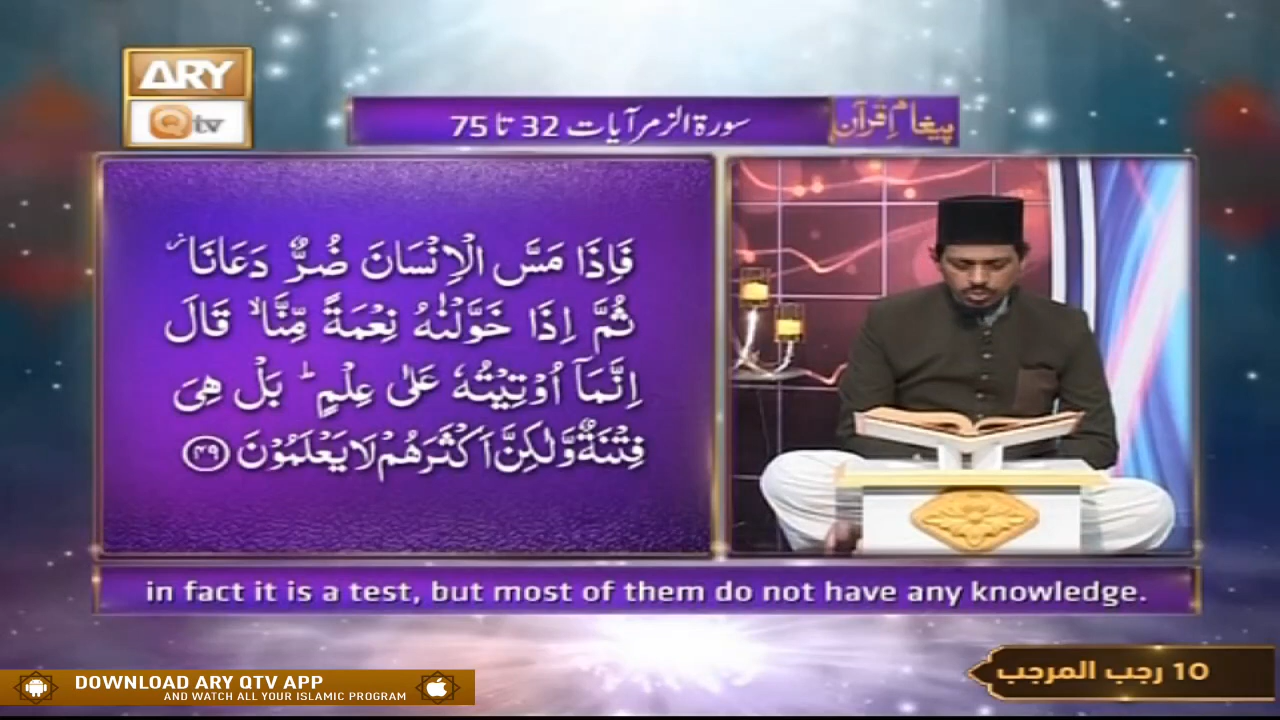 ARY
Qtv
سورۃ الزمر آیات 32 تا 75
پیغامِ قرآن
فَاِذَا مَسَّ الْاِنْسَانَ ضُرٌّ دَعَانَا ۫
ثُمَّ اِذَا خَوَّلْنٰهُ نِعْمَةً مِّنَّا ۙ قَالَ
اِنَّمَاۤ اُوْتِيْتُهٗ عَلٰى عِلْمٍ ؕ بَلْ هِىَ
فِتْنَةٌ وَّلٰـكِنَّ اَكْثَرَهُمْ لَا يَعْلَمُوْنَ ﴿۴۹﴾
in fact it is a test, but most of them do not have any knowledge.
10 رجب المرجب
DOWNLOAD ARY QTV APP
AND WATCH ALL YOUR ISLAMIC PROGRAM